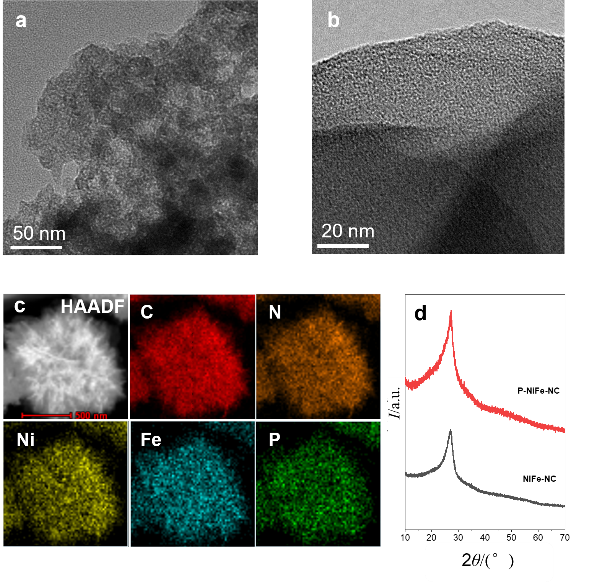 a
50 nm
b
20 nm
c HAADF
500 nm
C
N
Ni
Fe
P
d
I/a.u.
P-NiFe-NC
NiFe-NC
10 20 30 40 50 60 70
2θ/(°)